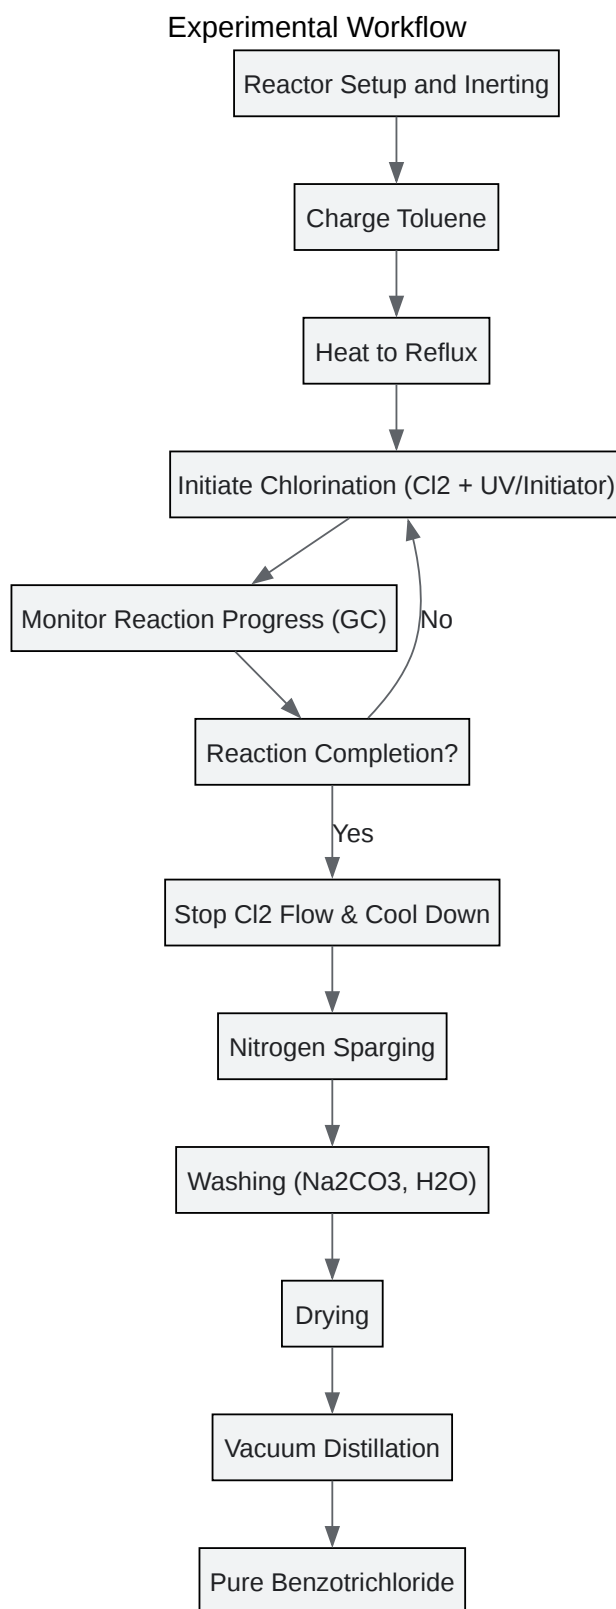 Experimental Workflow
Reactor Setup and Inerting
Charge Toluene
Heat to Reflux
Initiate Chlorination (Cl2 + UV/Initiator)
Monitor Reaction Progress (GC)
No
Reaction Completion?
Yes
Stop Cl2 Flow & Cool Down
Nitrogen Sparging
Washing (Na2CO3, H2O)
Drying
Vacuum Distillation
Pure Benzotrichloride